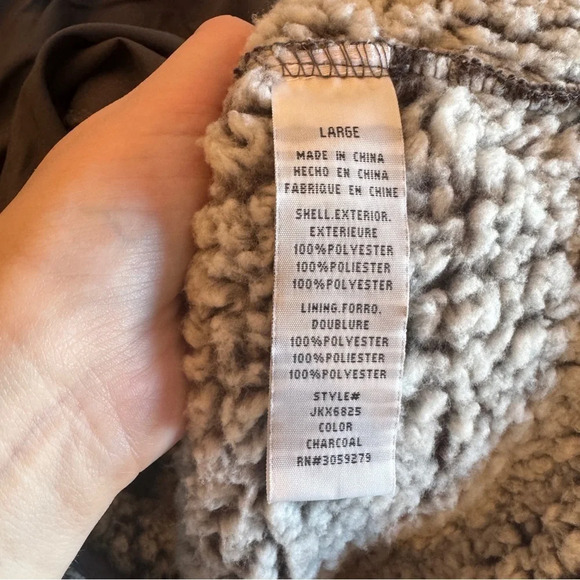 LARGE
MADE IN CHINA
HECHO EN CHINA
FABRIQUE EN CHINE
SHELL.EXTERIOR.
EXTERIEURE
100%POLYESTER
100%POLIESTER
100%POLYESTER
LINING.FORRO.
DOUBLURE
100%POLYESTER
100%POLIESTER
100%POLYESTER
STYLE#
JKX6825
COLOR
CHARCOAL
RN#3059279